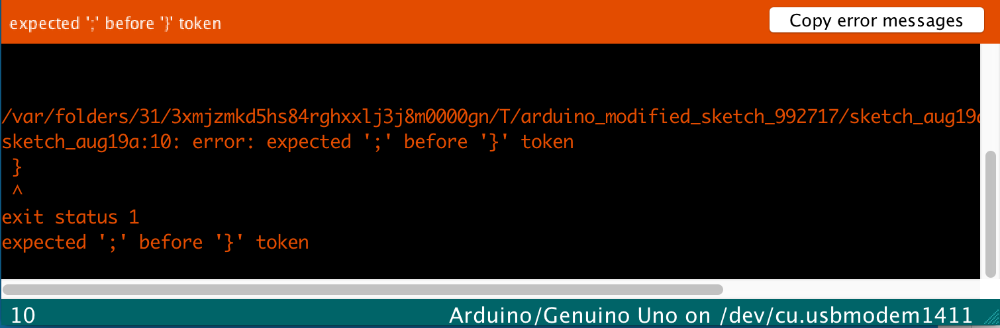 expected ';' before '}' token
Copy error messages
/var/folders/31/3xmjzmkd5hs84rghxxlj3j8m0000gn/T/arduino_modified_sketch_992717/sketch_aug19a
sketch_aug19a:10: error: expected ';' before '}' token
}
^
exit status 1
expected ';' before '}' token
10
Arduino/Genuino Uno on /dev/cu.usbmodem1411